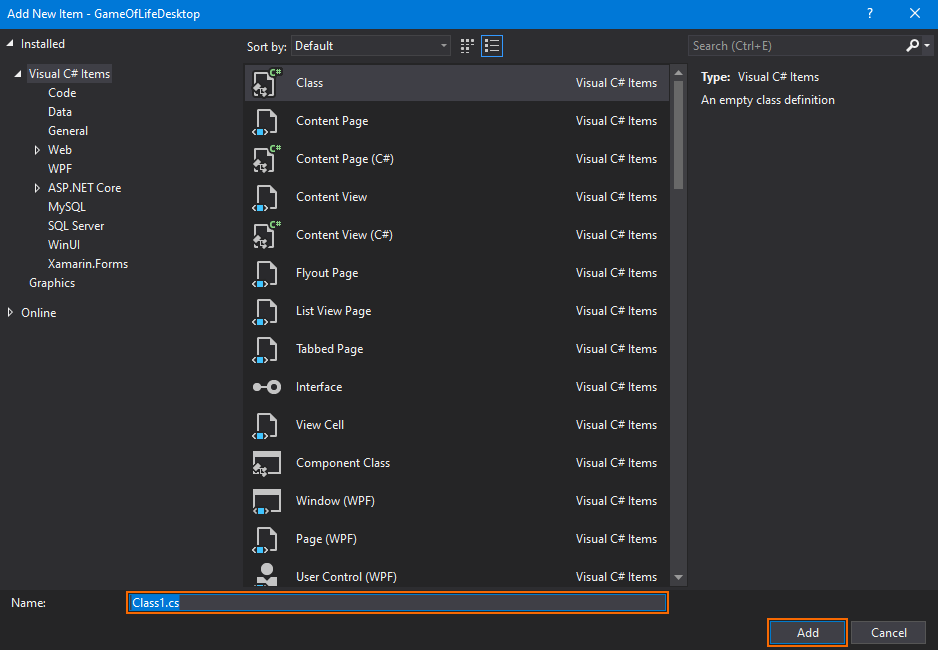 Add New Item - GameOfLifeDesktop
?
Installed
Sort by: Default
Search (Ctrl+E)
Visual C# Items
Code
Data
General
Web
WPF
ASP.NET Core
MySQL
SQL Server
WinUI
Xamarin.Forms
Graphics
Online
C# Class Visual C# Items
Content Page Visual C# Items
C# Content Page (C#) Visual C# Items
Content View Visual C# Items
C# Content View (C#) Visual C# Items
Flyout Page Visual C# Items
List View Page Visual C# Items
Tabbed Page Visual C# Items
Interface Visual C# Items
View Cell Visual C# Items
Component Class Visual C# Items
Window (WPF) Visual C# Items
Page (WPF) Visual C# Items
User Control (WPF) Visual C# Items
Type: Visual C# Items
An empty class definition
Name: Class1.cs
Add Cancel